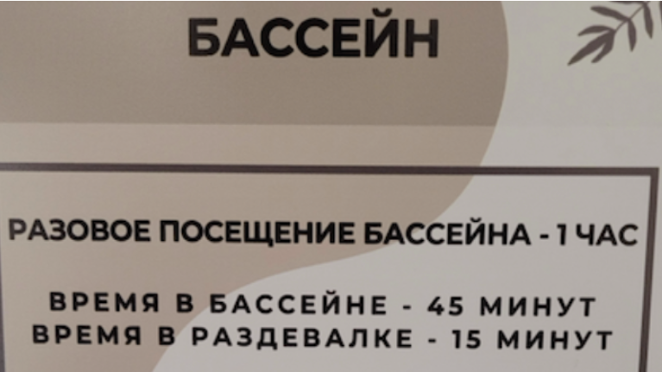 БАССЕЙН
РАЗОВОЕ ПОСЕЩЕНИЕ БАССЕЙНА - 1 ЧАС
ВРЕМЯ В БАССЕЙНЕ - 45 МИНУТ
ВРЕМЯ В РАЗДЕВАЛКЕ - 15 МИНУТ